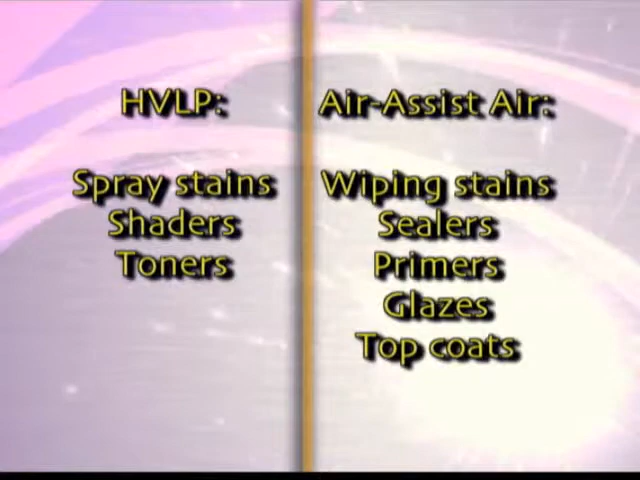 HVLP:
Spray stains
Shaders
Toners
Air-Assist Air:
Wiping stains
Sealers
Primers
Glazes
Top coats